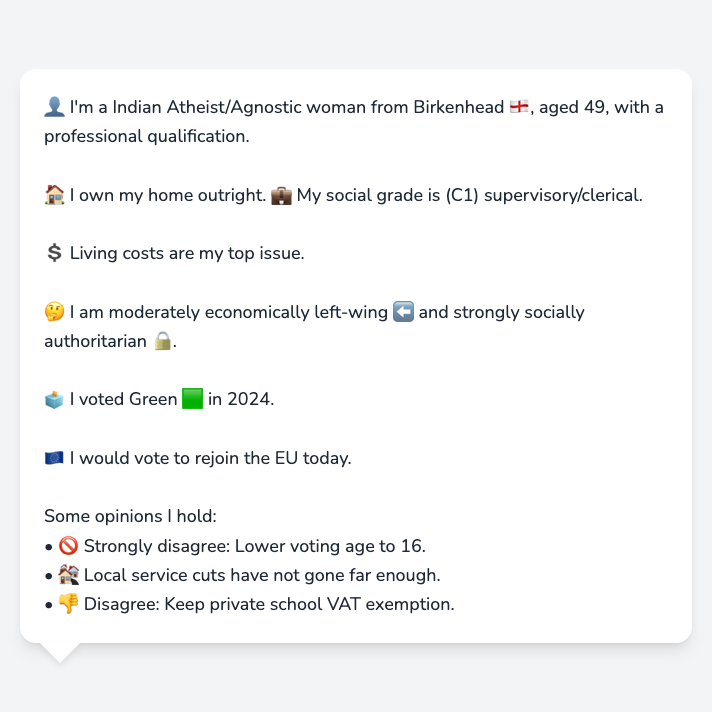 👤 I'm a Indian Atheist/Agnostic woman from Birkenhead 🏴󠁧󠁢󠁥󠁮󠁧󠁿, aged 49, with a
professional qualification.
🏠 I own my home outright. 💼 My social grade is (C1) supervisory/clerical.
💲 Living costs are my top issue.
🤔 I am moderately economically left-wing ⬅️ and strongly socially
authoritarian 🔒.
🗳️ I voted Green 🟩 in 2024.
🇪🇺 I would vote to rejoin the EU today.
Some opinions I hold:
• 🚫 Strongly disagree: Lower voting age to 16.
• 🏚️ Local service cuts have not gone far enough.
• 👎 Disagree: Keep private school VAT exemption.